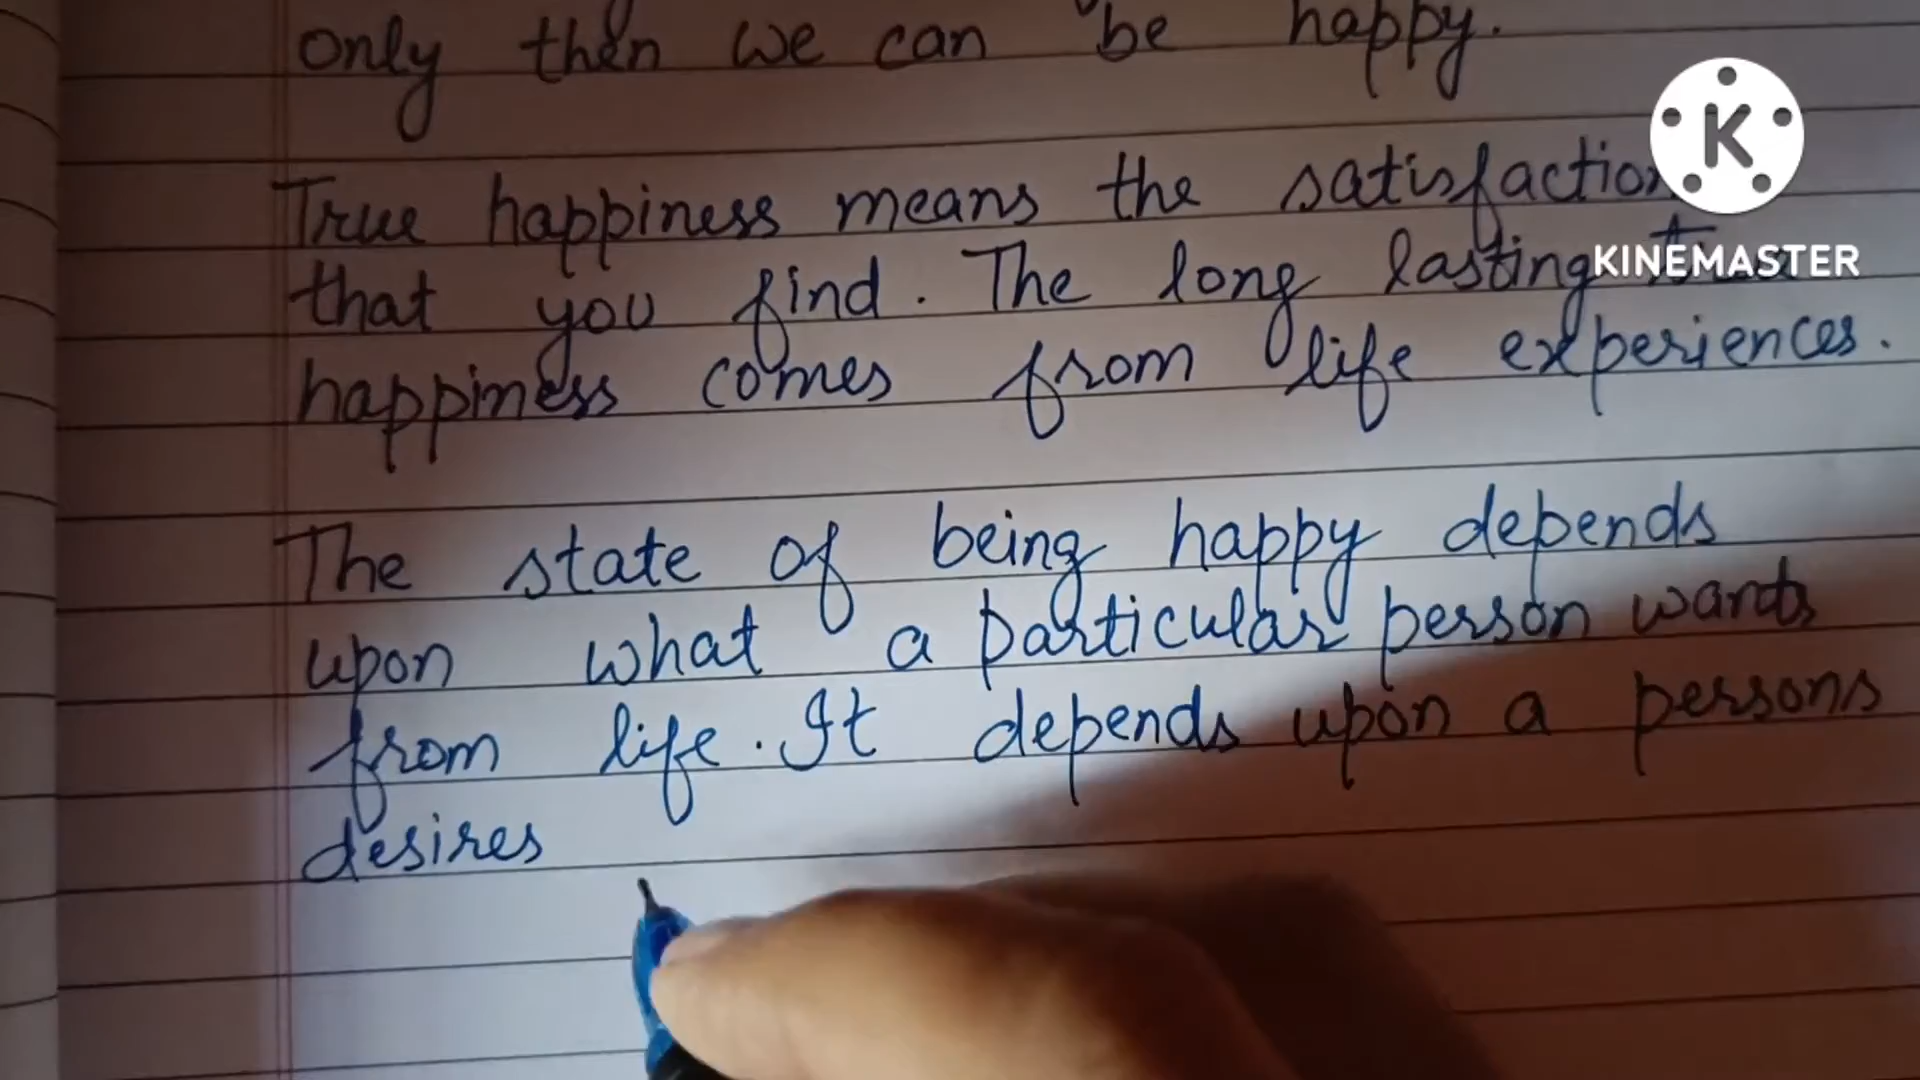 only then we can be happy.
True happiness means the satisfaction
that you find. The long lasting true
happiness comes from life experiences.
The state of being happy depends
upon what a particular person wants
from life. It depends upon a persons
desires
K
KINEMASTER